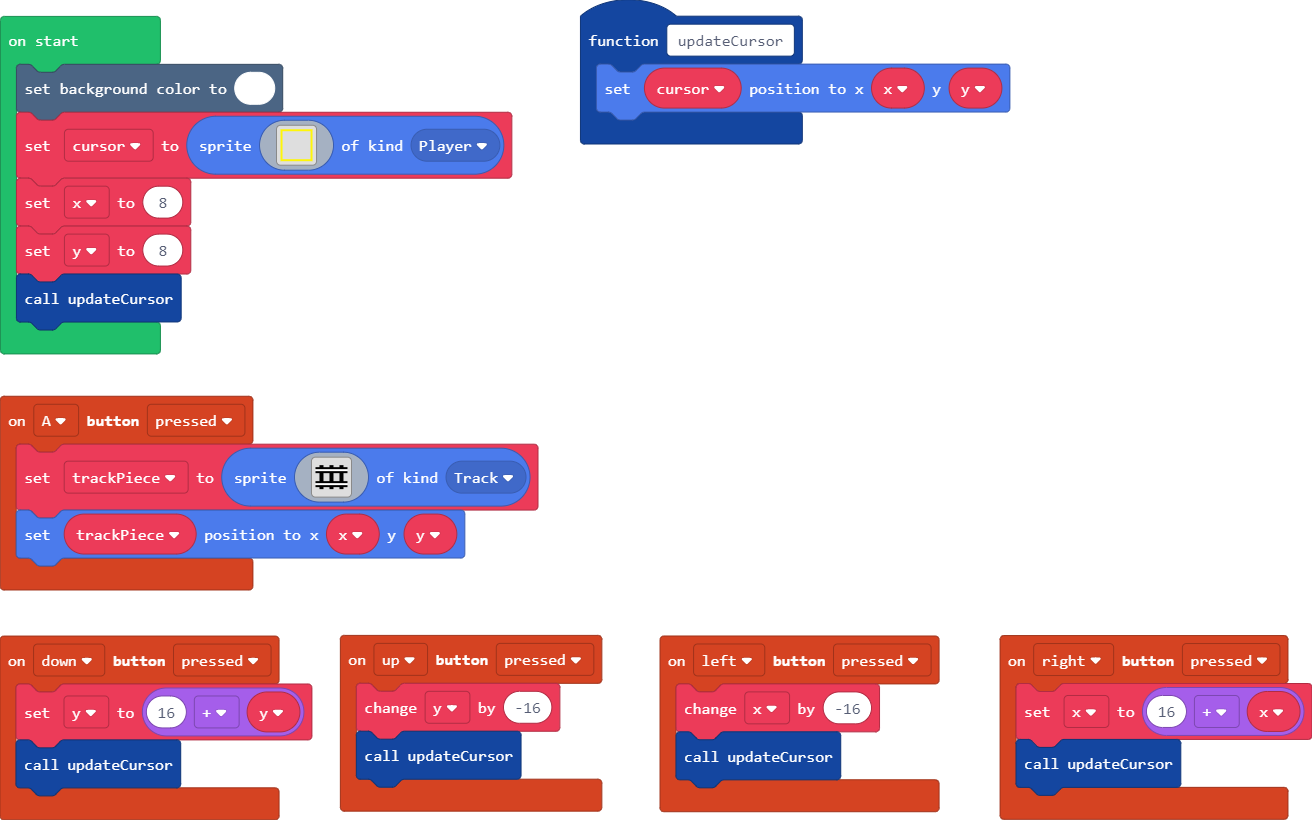 on start
set background color to
set cursor to sprite of kind Player
set x to 8
set y to 8
call updateCursor
function updateCursor
set cursor position to x x y y
on A button pressed
set trackPiece to sprite of kind Track
set trackPiece position to x x y y
on down button pressed
set y to 16 + y
call updateCursor
on up button pressed
change y by -16
call updateCursor
on left button pressed
change x by -16
call updateCursor
on right button pressed
set x to 16 + x
call updateCursor